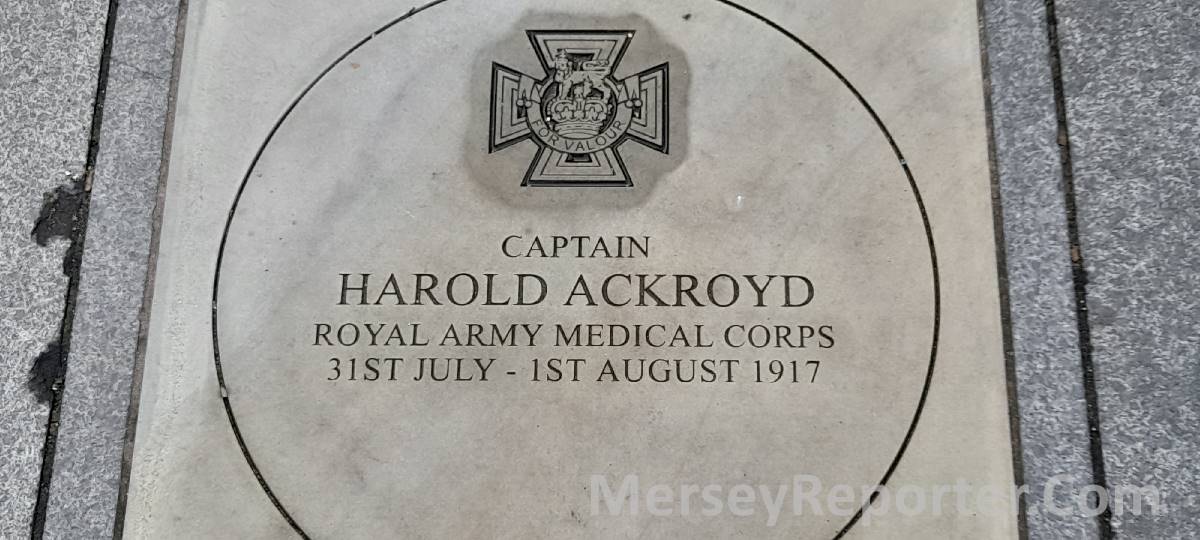 FOR VALOUR
CAPTAIN
HAROLD ACKROYD
ROYAL ARMY MEDICAL CORPS
31ST JULY - 1ST AUGUST 1917
MerseyReporter.Com